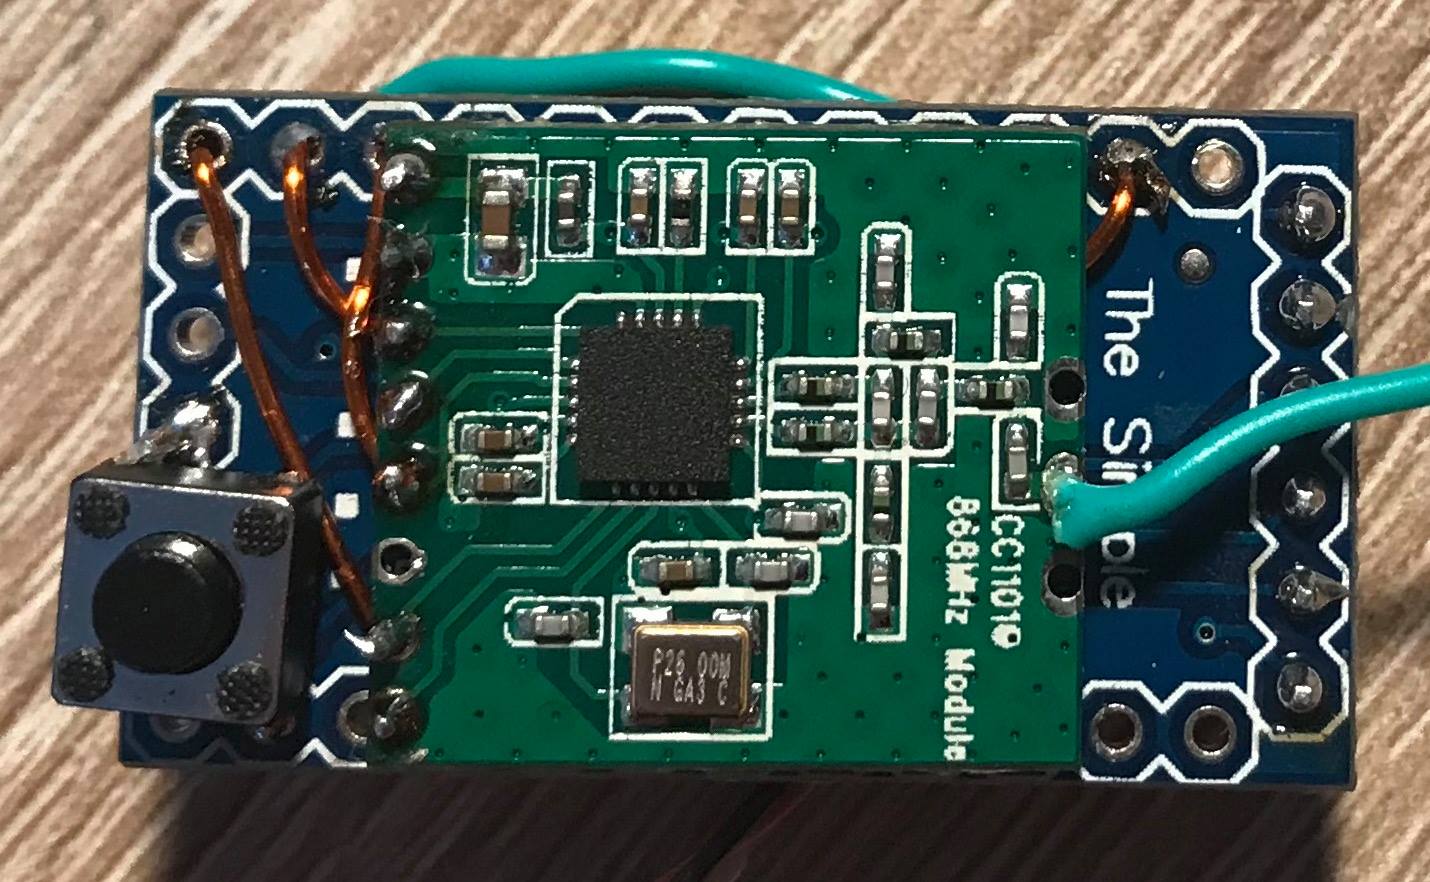 The Simple
CC1101
868MHz Module
P26.00M
N GA3 C